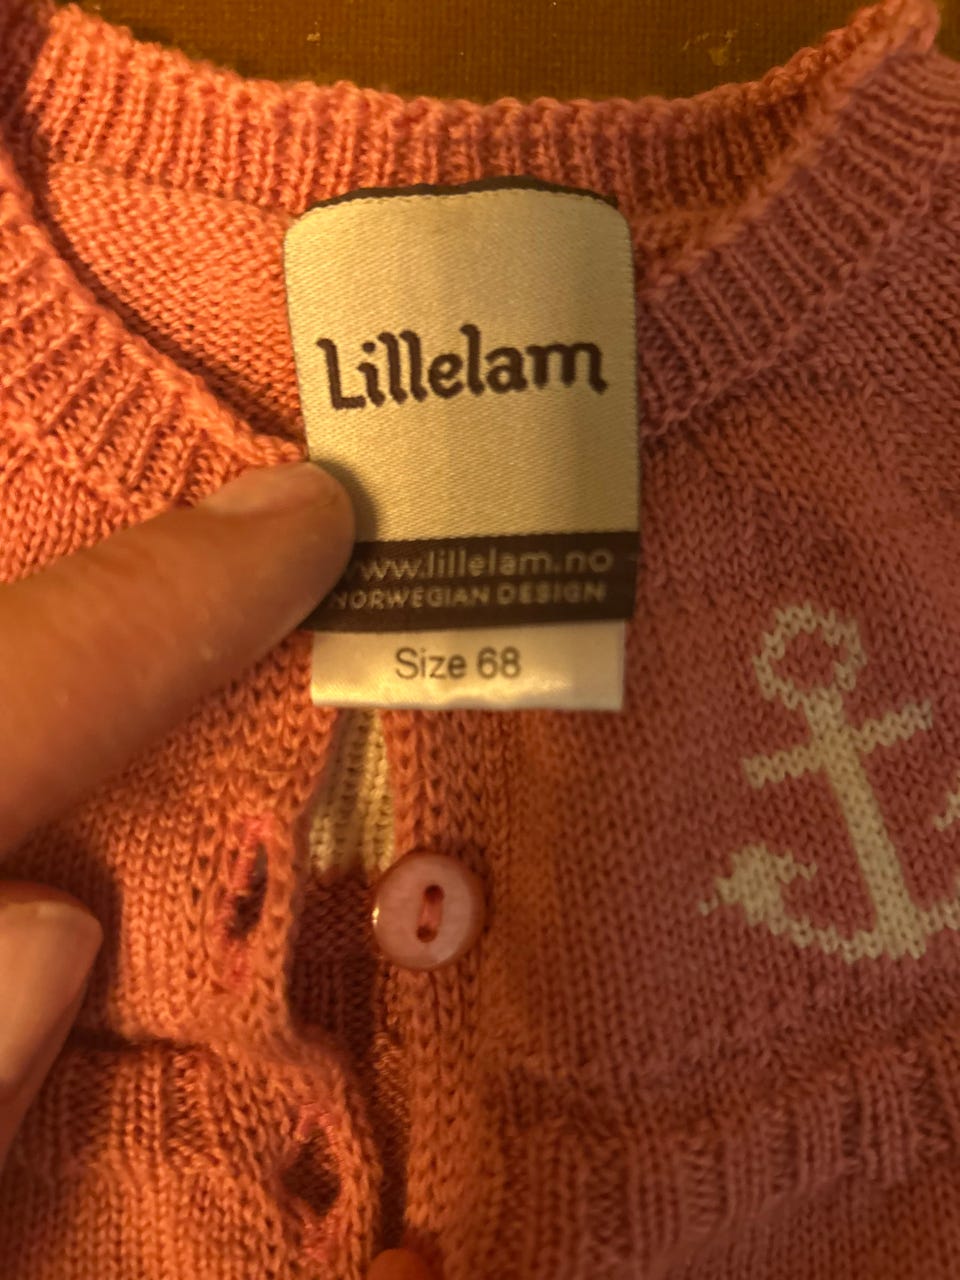 Lillelam
www.lillelam.no
NORWEGIAN DESIGN
Size 68